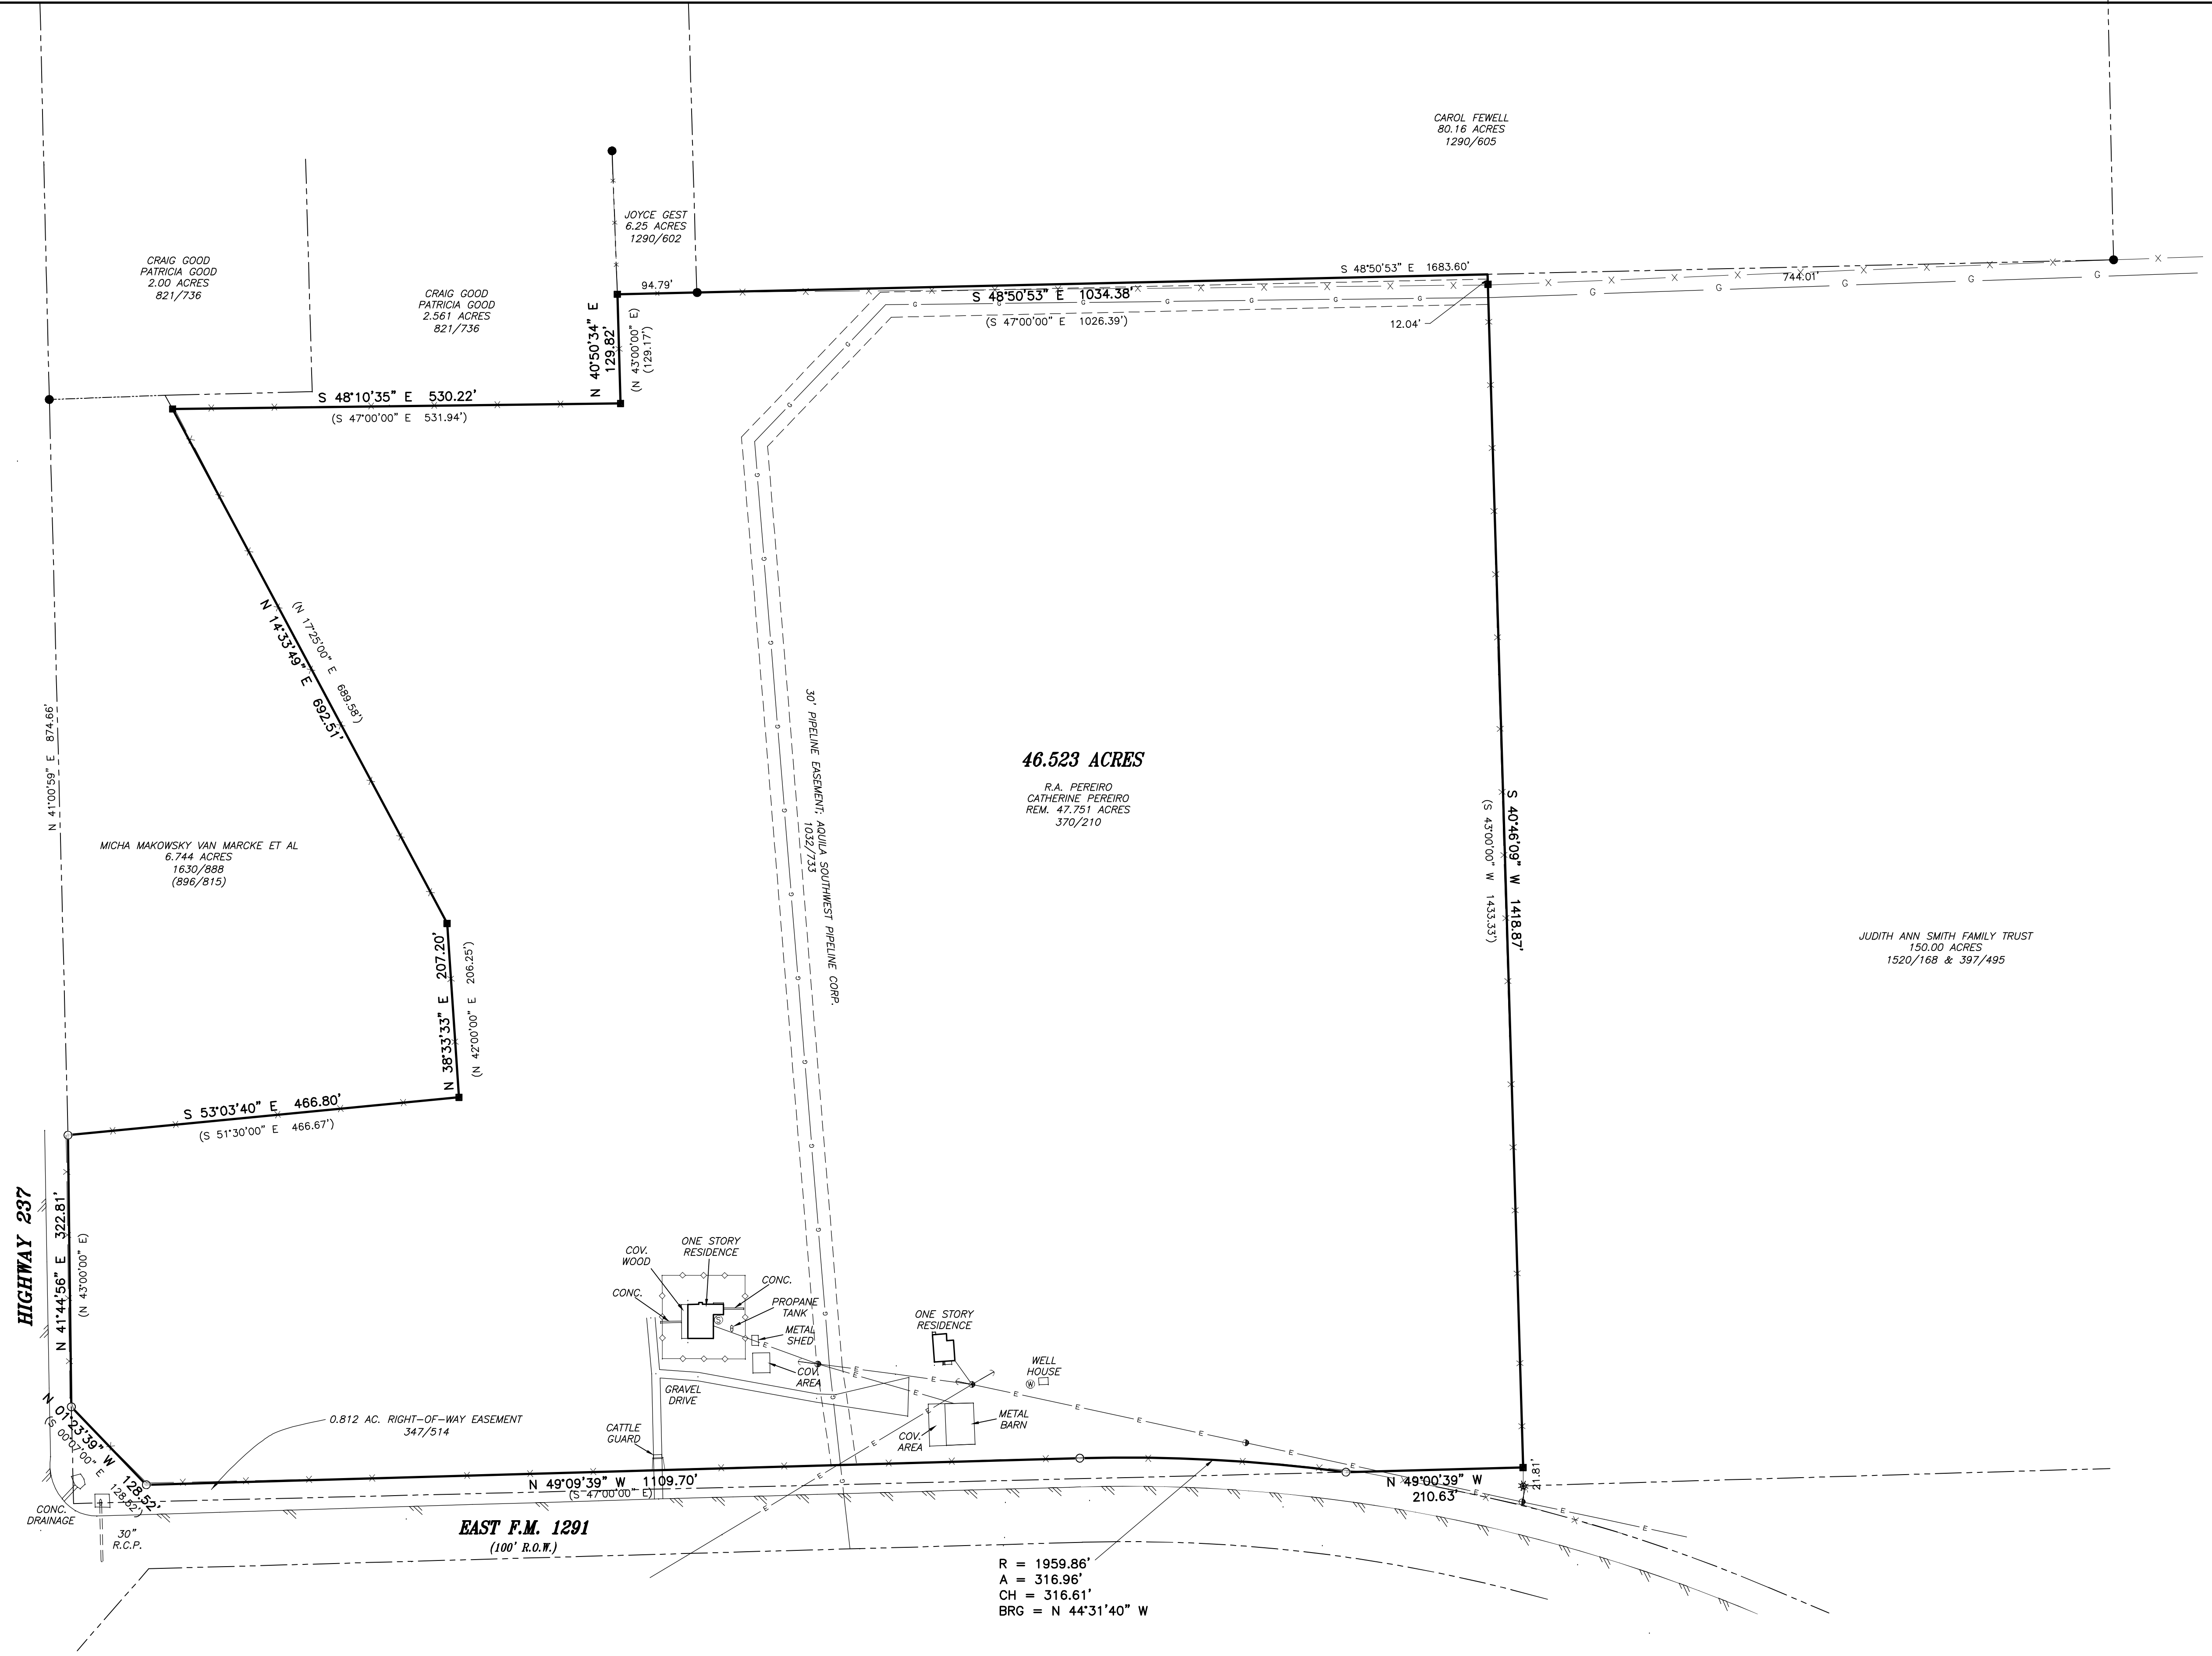 CAROL FEWELL
80.16 ACRES
1290/605
JOYCE GEST
6.25 ACRES
1290/602
CRAIG GOOD
PATRICIA GOOD
2.00 ACRES
821/736
CRAIG GOOD
PATRICIA GOOD
2.561 ACRES
821/736
94.79'
S 48°50'53" E 1683.60'
744.01'
S 48°50'53" E 1034.38'
(S 47°00'00" E 1026.39')
12.04'
N 40°50'34" E
129.82'
(N 43°00'00" E)
(129.17')
S 48°10'35" E 530.22'
(S 47°00'00" E 531.94')
N 14°33'49" E 692.51'
(N 17°25'00" E 689.58')
N 41°00'59" E 874.66'
30' PIPELINE EASEMENT; AQUILA SOUTHWEST PIPELINE CORP.
1032/733
46.523 ACRES
R.A. PEREIRO
CATHERINE PEREIRO
REM. 47.751 ACRES
370/210
S 40°46'09" W 1418.87'
(S 43°00'00" W 1433.33')
MICHA MAKOWSKY VAN MARCKE ET AL
6.744 ACRES
1630/888
(896/815)
JUDITH ANN SMITH FAMILY TRUST
150.00 ACRES
1520/168 & 397/495
N 38°33'33" E 207.20'
(N 42°00'00" E 206.25')
S 53°03'40" E 466.80'
(S 51°30'00" E 466.67')
HIGHWAY 237
N 41°44'56" E 322.81'
(N 43°00'00" E)
COV.
WOOD
ONE STORY
RESIDENCE
CONC.
CONC.
PROPANE
TANK
METAL
SHED
COV.
AREA
ONE STORY
RESIDENCE
WELL
HOUSE
GRAVEL
DRIVE
CATTLE
GUARD
METAL
BARN
COV.
AREA
N 01°23'39" W 128.52'
(S 00°07'00" E 128.52')
0.812 AC. RIGHT-OF-WAY EASEMENT
347/514
CONC.
DRAINAGE
30"
R.C.P.
N 49°09'39" W 1109.70'
(S 47°00'00" E)
N 49°00'39" W
210.63'
21.81'
EAST F.M. 1291
(100' R.O.W.)
R = 1959.86'
A = 316.96'
CH = 316.61'
BRG = N 44°31'40" W